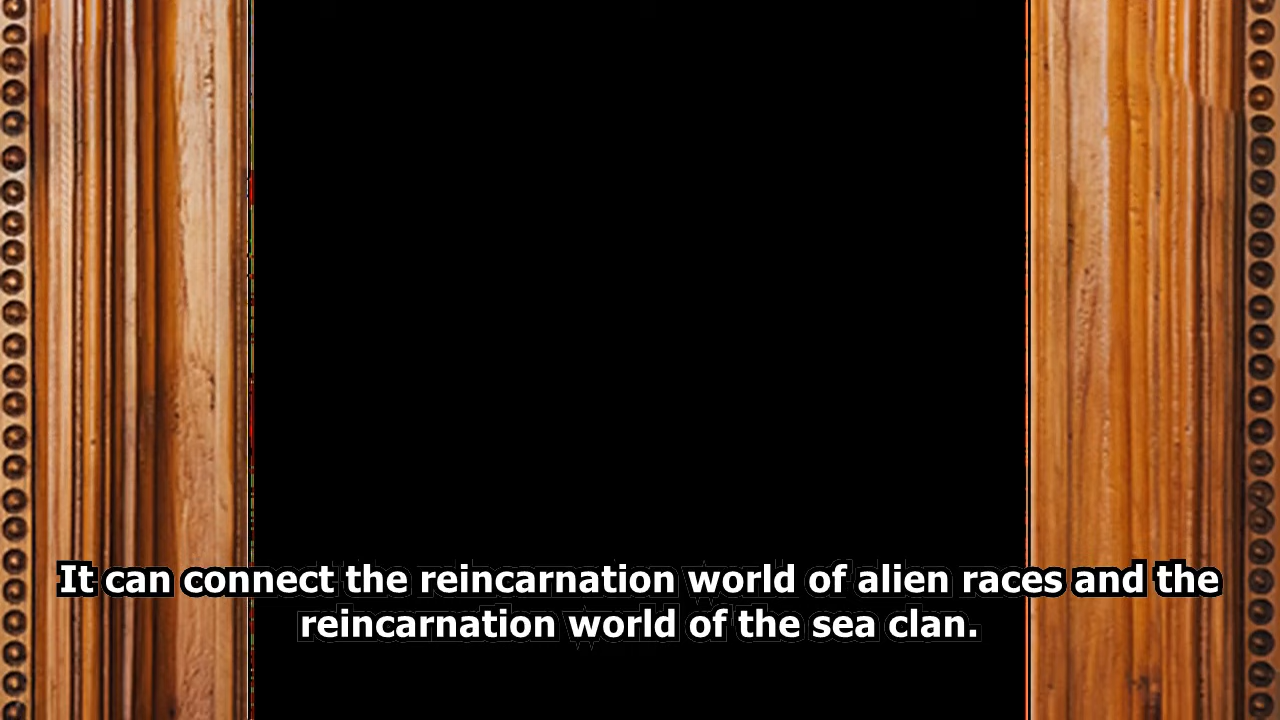 It can connect the reincarnation world of alien races and the
reincarnation world of the sea clan.